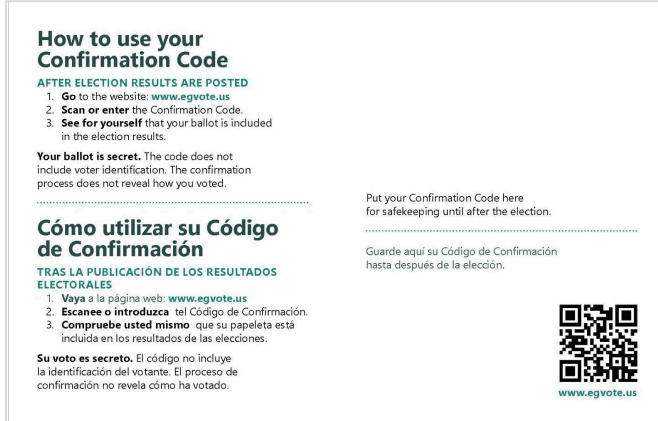 How to use your
Confirmation Code
AFTER ELECTION RESULTS ARE POSTED
1. Go to the website: www.egvote.us
2. Scan or enter the Confirmation Code.
3. See for yourself that your ballot is included
in the election results.
Your ballot is secret. The code does not
include voter identification. The confirmation
process does not reveal how you voted.
Cómo utilizar su Código
de Confirmación
TRAS LA PUBLICACIÓN DE LOS RESULTADOS
ELECTORALES
1. Vaya a la página web: www.egvote.us
2. Escanee o introduzca tel Código de Confirmación.
3. Compruebe usted mismo que su papeleta está
incluida en los resultados de las elecciones.
Su voto es secreto. El código no incluye
la identificación del votante. El proceso de
confirmación no revela cómo ha votado.
Put your Confirmation Code here
for safekeeping until after the election.
Guarde aquí su Código de Confirmación
hasta después de la elección.
www.egvote.us